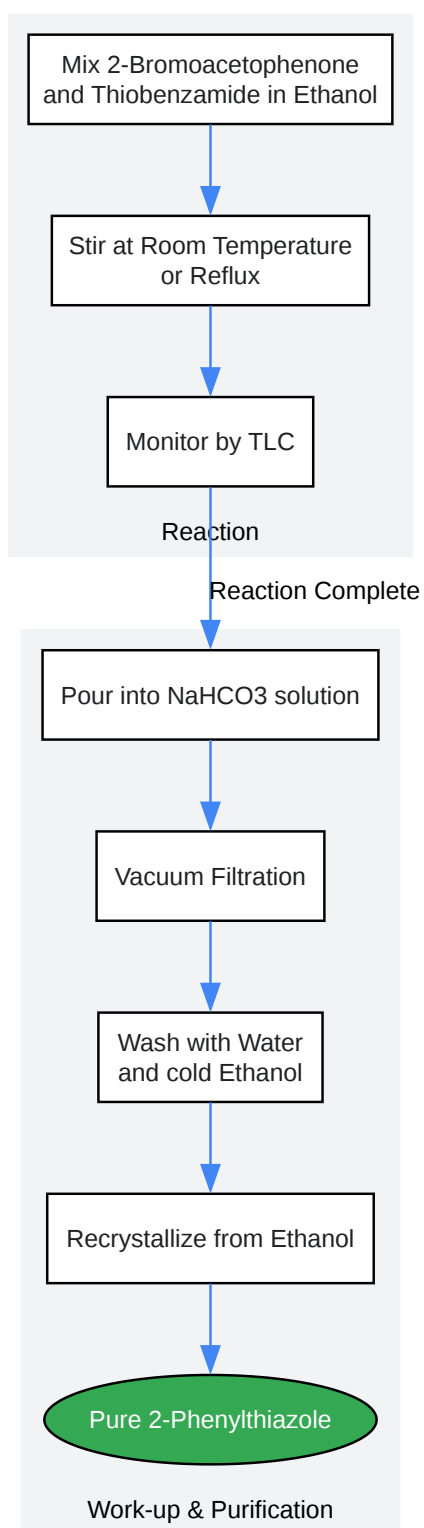 Mix 2-Bromoacetophenone
and Thiobenzamide in Ethanol
Stir at Room Temperature
or Reflux
Monitor by TLC
Reaction
Reaction Complete
Pour into NaHCO3 solution
Vacuum Filtration
Wash with Water
and cold Ethanol
Recrystallize from Ethanol
Pure 2-Phenylthiazole
Work-up & Purification